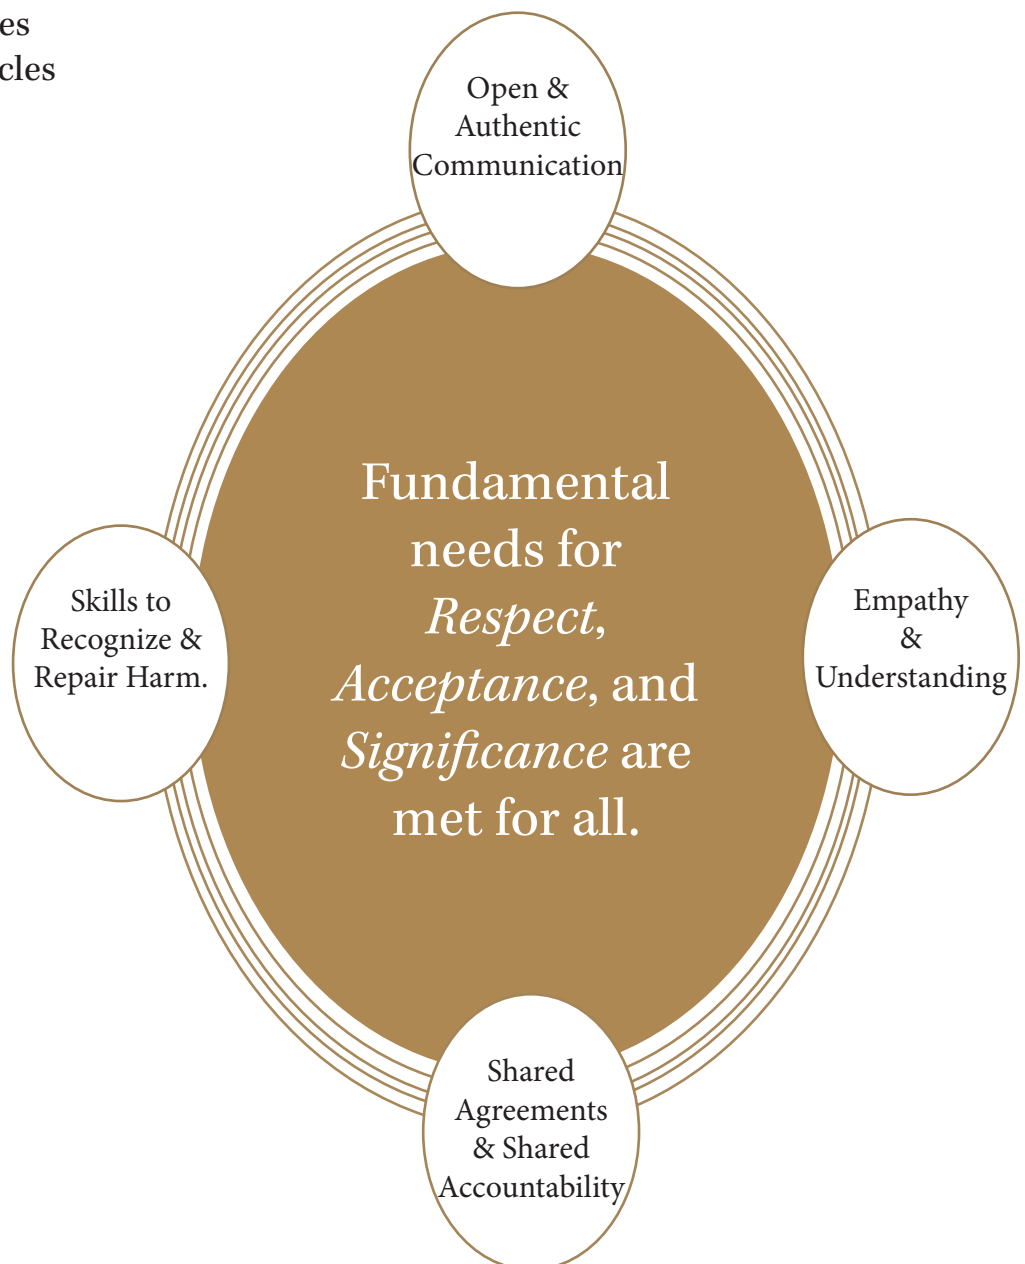 es
cles
Open &
Authentic
Communication
Fundamental
needs for
Respect,
Acceptance, and
Significance are
met for all.
Skills to
Recognize &
Repair Harm.
Empathy
&
Understanding
Shared
Agreements
& Shared
Accountability